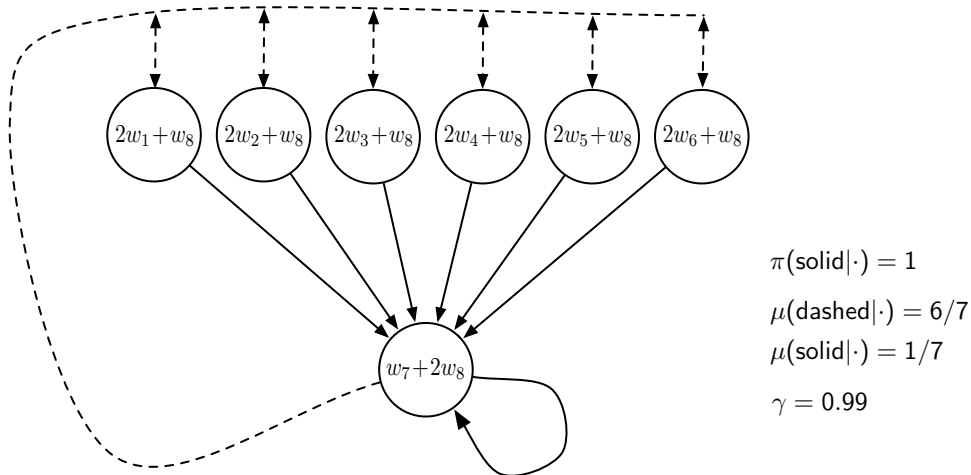 2w₁+w₈ 2w₂+w₈ 2w₃+w₈ 2w₄+w₈ 2w₅+w₈ 2w₆+w₈
π(solid|·) = 1
μ(dashed|·) = 6/7
μ(solid|·) = 1/7
w₇+2w₈
γ = 0.99